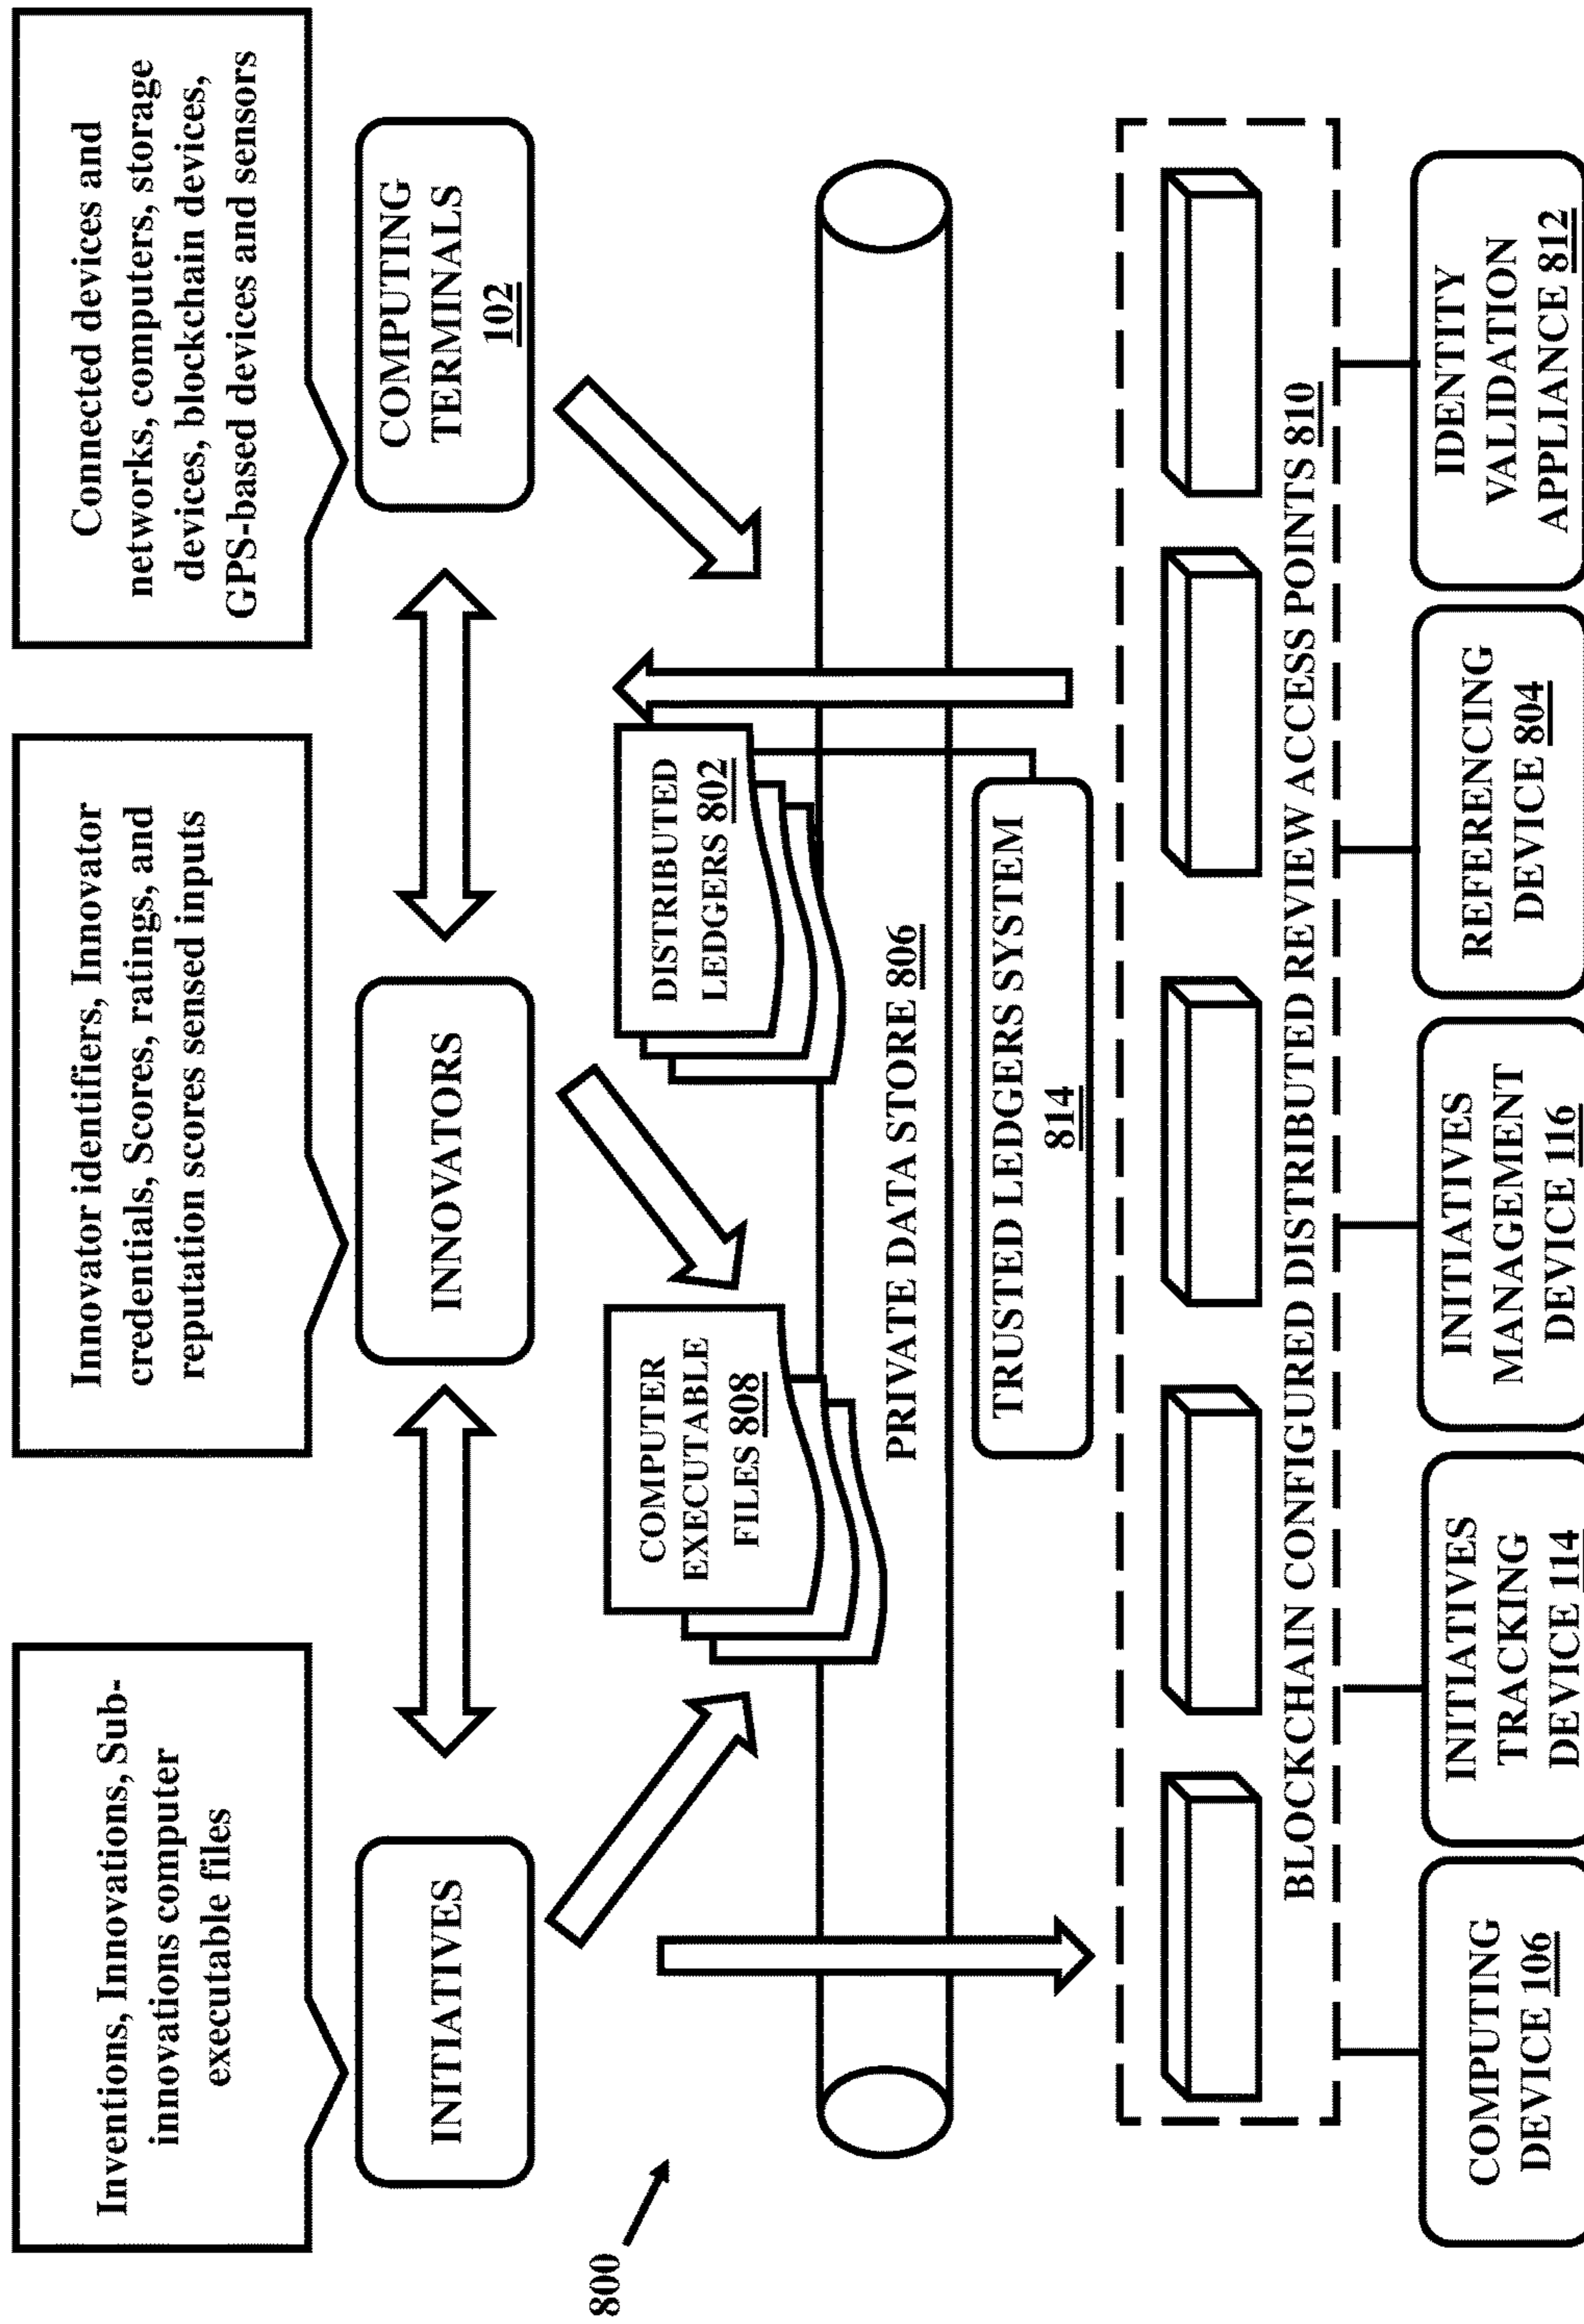 Inventions, Innovations, Sub-
innovations computer
executable files
Innovator identifiers, Innovator
credentials, Scores, ratings, and
reputation scores sensed inputs
Connected devices and
networks, computers, storage
devices, blockchain devices,
GPS-based devices and sensors
INITIATIVES
INNOVATORS
COMPUTING
TERMINALS
102
800
COMPUTER
EXECUTABLE
FILES 808
DISTRIBUTED
LEDGERS 802
PRIVATE DATA STORE 806
TRUSTED LEDGERS SYSTEM
814
BLOCKCHAIN CONFIGURED DISTRIBUTED REVIEW ACCESS POINTS 810
COMPUTING
DEVICE 106
INITIATIVES
TRACKING
DEVICE 114
INITIATIVES
MANAGEMENT
DEVICE 116
REFERENCING
DEVICE 804
IDENTITY
VALIDATION
APPLIANCE 812